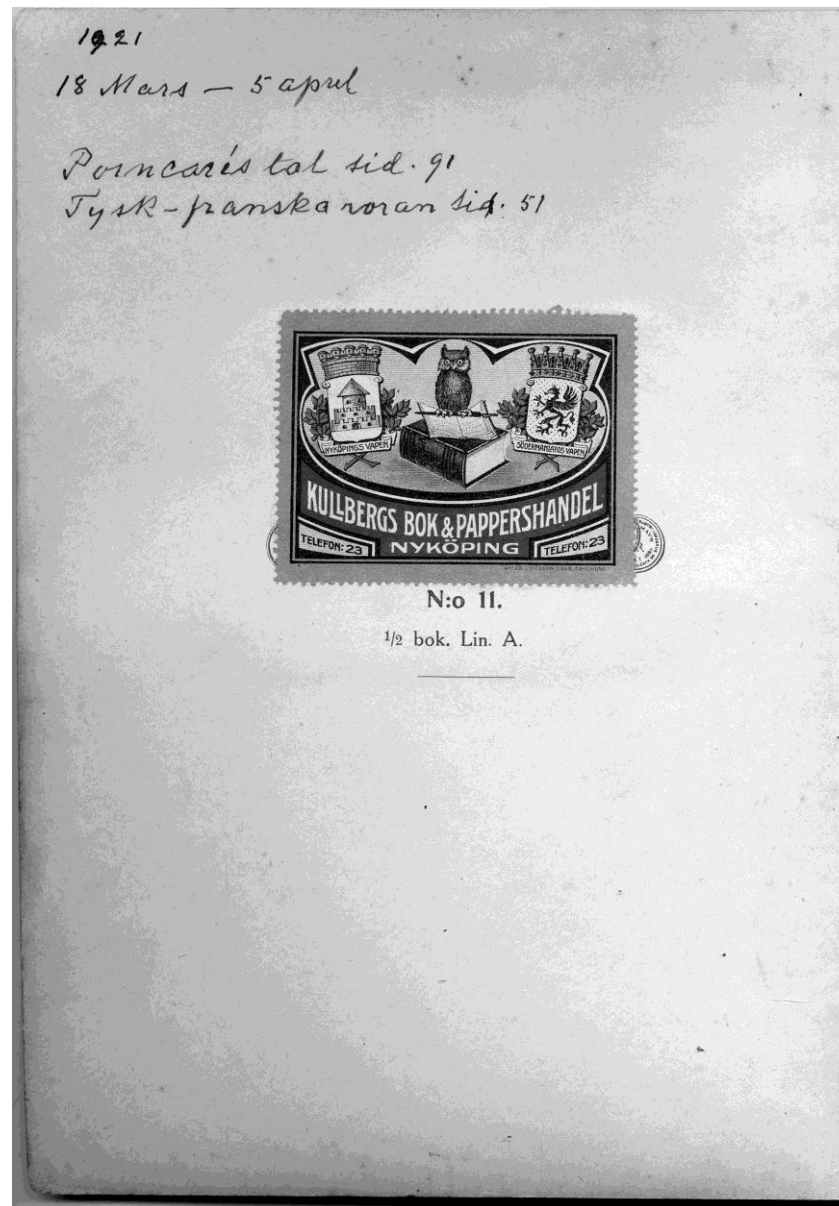 1921
18 Mars – 5 april
Poincarés tal sid. 91
Tysk-franska roran sid. 51
NYKÖPINGS VAPEN
SÖDERMANLANDS VAPEN
KULLBERGS BOK & PAPPERSHANDEL
TELEFON: 23
NYKÖPING
TELEFON: 23
N:o 11.
1/2 bok. Lin. A.